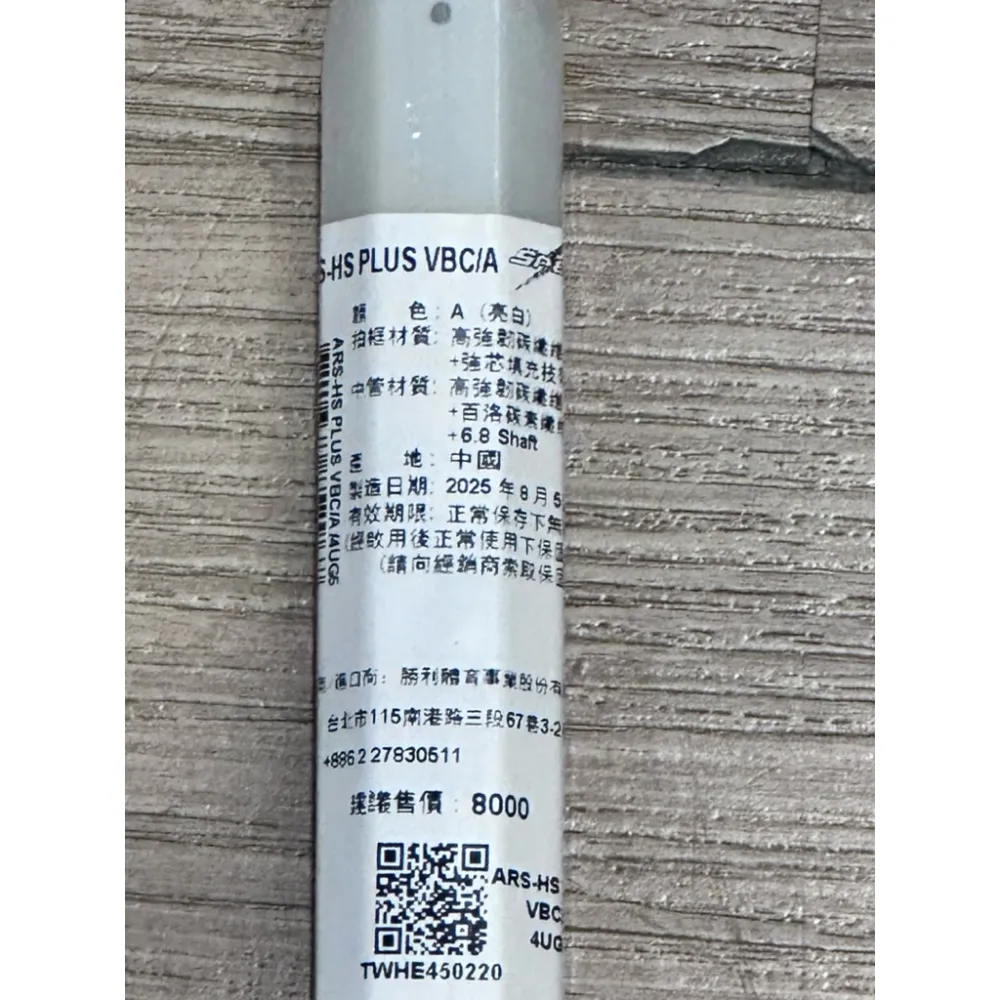 S-HS PLUS VBC/A
顏 色: A (亮白)
拍框材質: 高強韌碳纖維
+強芯填充技
中管材質: 高強韌碳纖維
+百洛碳素纖
+6.8 Shaft
產 地: 中國
製造日期: 2025 年 8 月 5
有效期限: 正常保存下無
(經啟用後正常使用下保固
(請向經銷商索取保固
進口商: 勝利體育事業股份有
台北市115南港路三段67巷3-2
+886 2 27830511
建議售價: 8000
ARS-HS PLUS VBC/A/4UG5
ARS-HS
VBC
4UG
TWHE450220